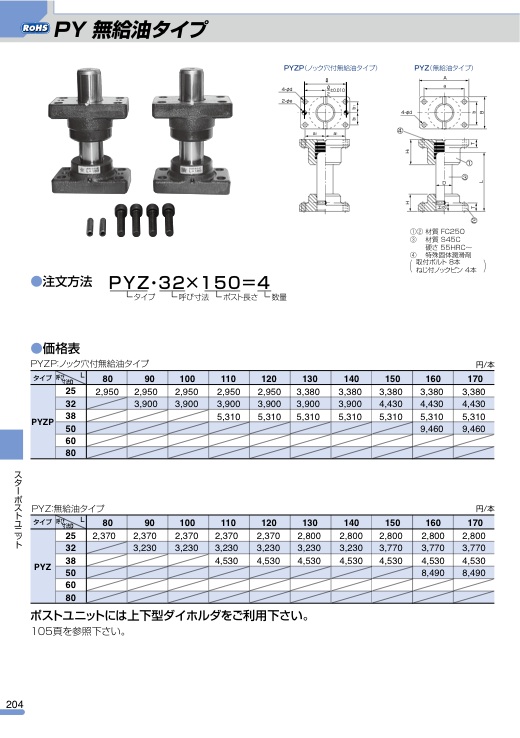 RoHS PY 無給油タイプ
PYZP(ノック穴付無給油タイプ)
PYZ(無給油タイプ)
①② 材質 FC250
③ 材質 S45C
硬さ 55HRC〜
④ 特殊固体潤滑剤
(取付ボルト 8本
ねじ付ノックピン 4本)
●注文方法 PYZ・32×150=4
タイプ 呼び寸法 ポスト長さ 数量
●価格表
PYZP:ノック穴付無給油タイプ 円/本
タイプ 呼び寸法 L 80 90 100 110 120 130 140 150 160 170
PYZP
25 2,950 2,950 2,950 2,950 2,950 3,380 3,380 3,380 3,380 3,380
32 3,900 3,900 3,900 3,900 3,900 3,900 4,430 4,430 4,430
38 5,310 5,310 5,310 5,310 5,310 5,310 5,310
50 9,460 9,460
60
80
PYZ:無給油タイプ 円/本
タイプ 呼び寸法 L 80 90 100 110 120 130 140 150 160 170
PYZ
25 2,370 2,370 2,370 2,370 2,370 2,800 2,800 2,800 2,800 2,800
32 3,230 3,230 3,230 3,230 3,230 3,230 3,770 3,770 3,770
38 4,530 4,530 4,530 4,530 4,530 4,530 4,530
50 8,490 8,490
60
80
ポストユニットには上下型ダイホルダをご利用下さい。
105頁を参照下さい。
スターポストユニット
204